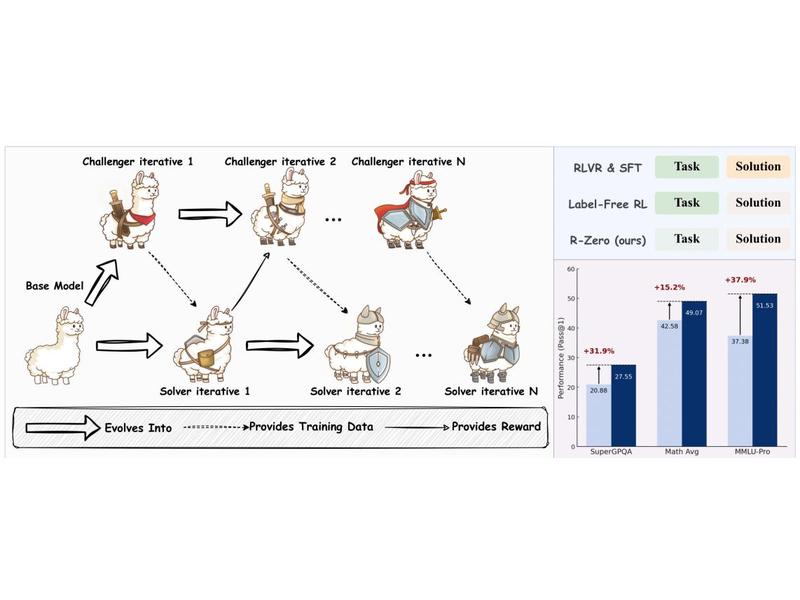 Challenger iterative 1
Challenger iterative 2
Challenger iterative N
...
Base Model
...
Solver iterative 1
Solver iterative 2
Solver iterative N
Evolves Into
Provides Training Data
Provides Reward
RLVR & SFT Task Solution
Label-Free RL Task Solution
R-Zero (ours) Task Solution
Performance (Pass@1)
60
50
40
30
20
10
0
+31.9%
20.88
27.55
+15.2%
42.58
49.07
+37.9%
37.38
51.53
SuperGPQA
Math Avg
MMLU-Pro